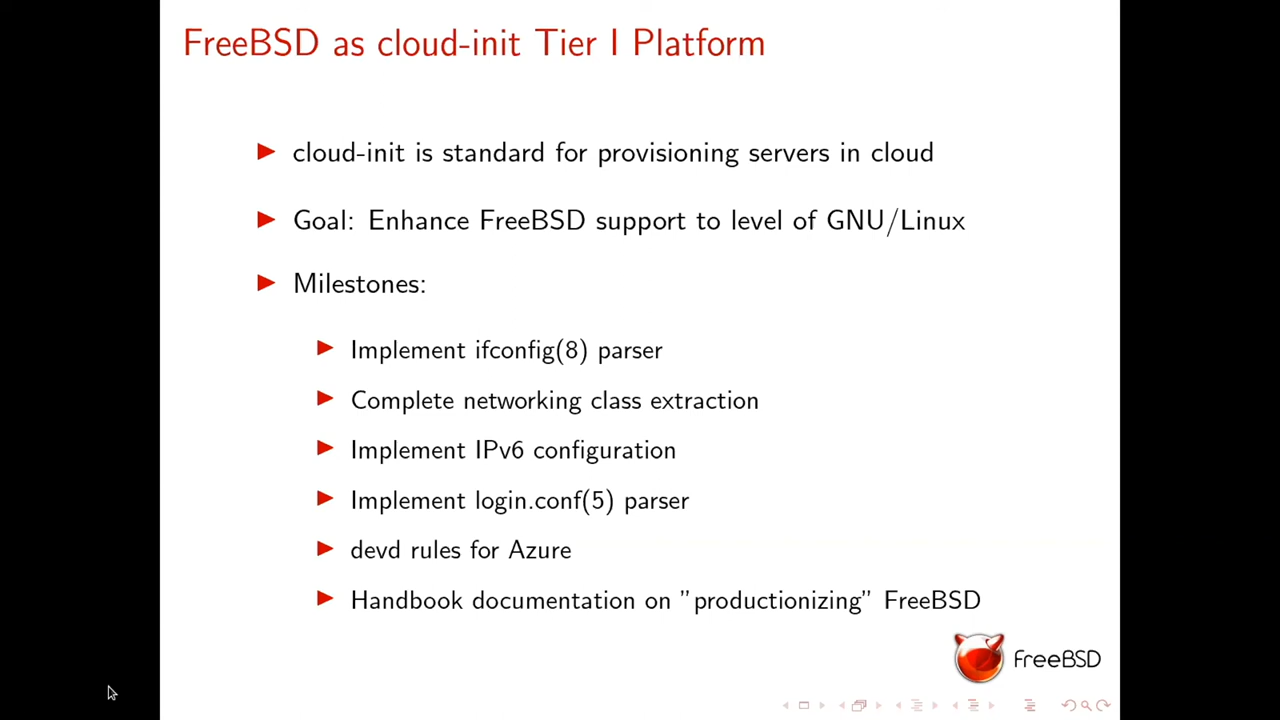 FreeBSD as cloud-init Tier I Platform
cloud-init is standard for provisioning servers in cloud
Goal: Enhance FreeBSD support to level of GNU/Linux
Milestones:
Implement ifconfig(8) parser
Complete networking class extraction
Implement IPv6 configuration
Implement login.conf(5) parser
devd rules for Azure
Handbook documentation on ”productionizing” FreeBSD
FreeBSD